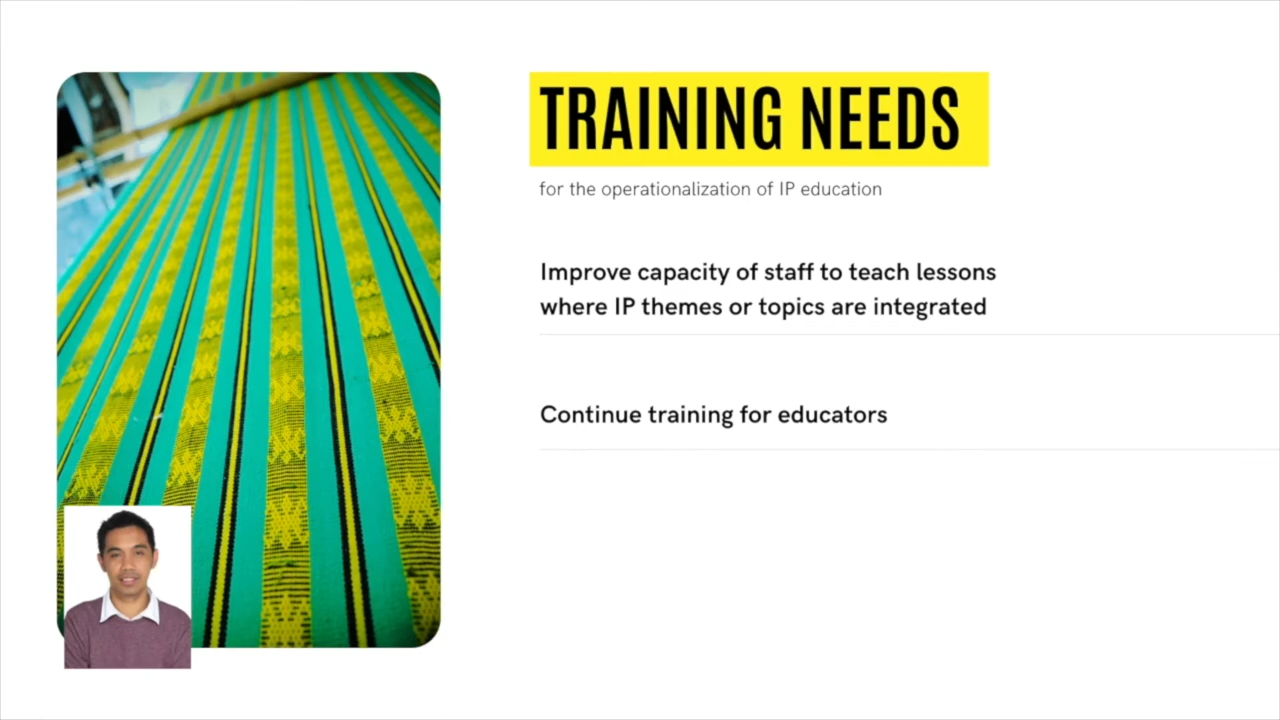 TRAINING NEEDS
for the operationalization of IP education
Improve capacity of staff to teach lessons
where IP themes or topics are integrated
Continue training for educators